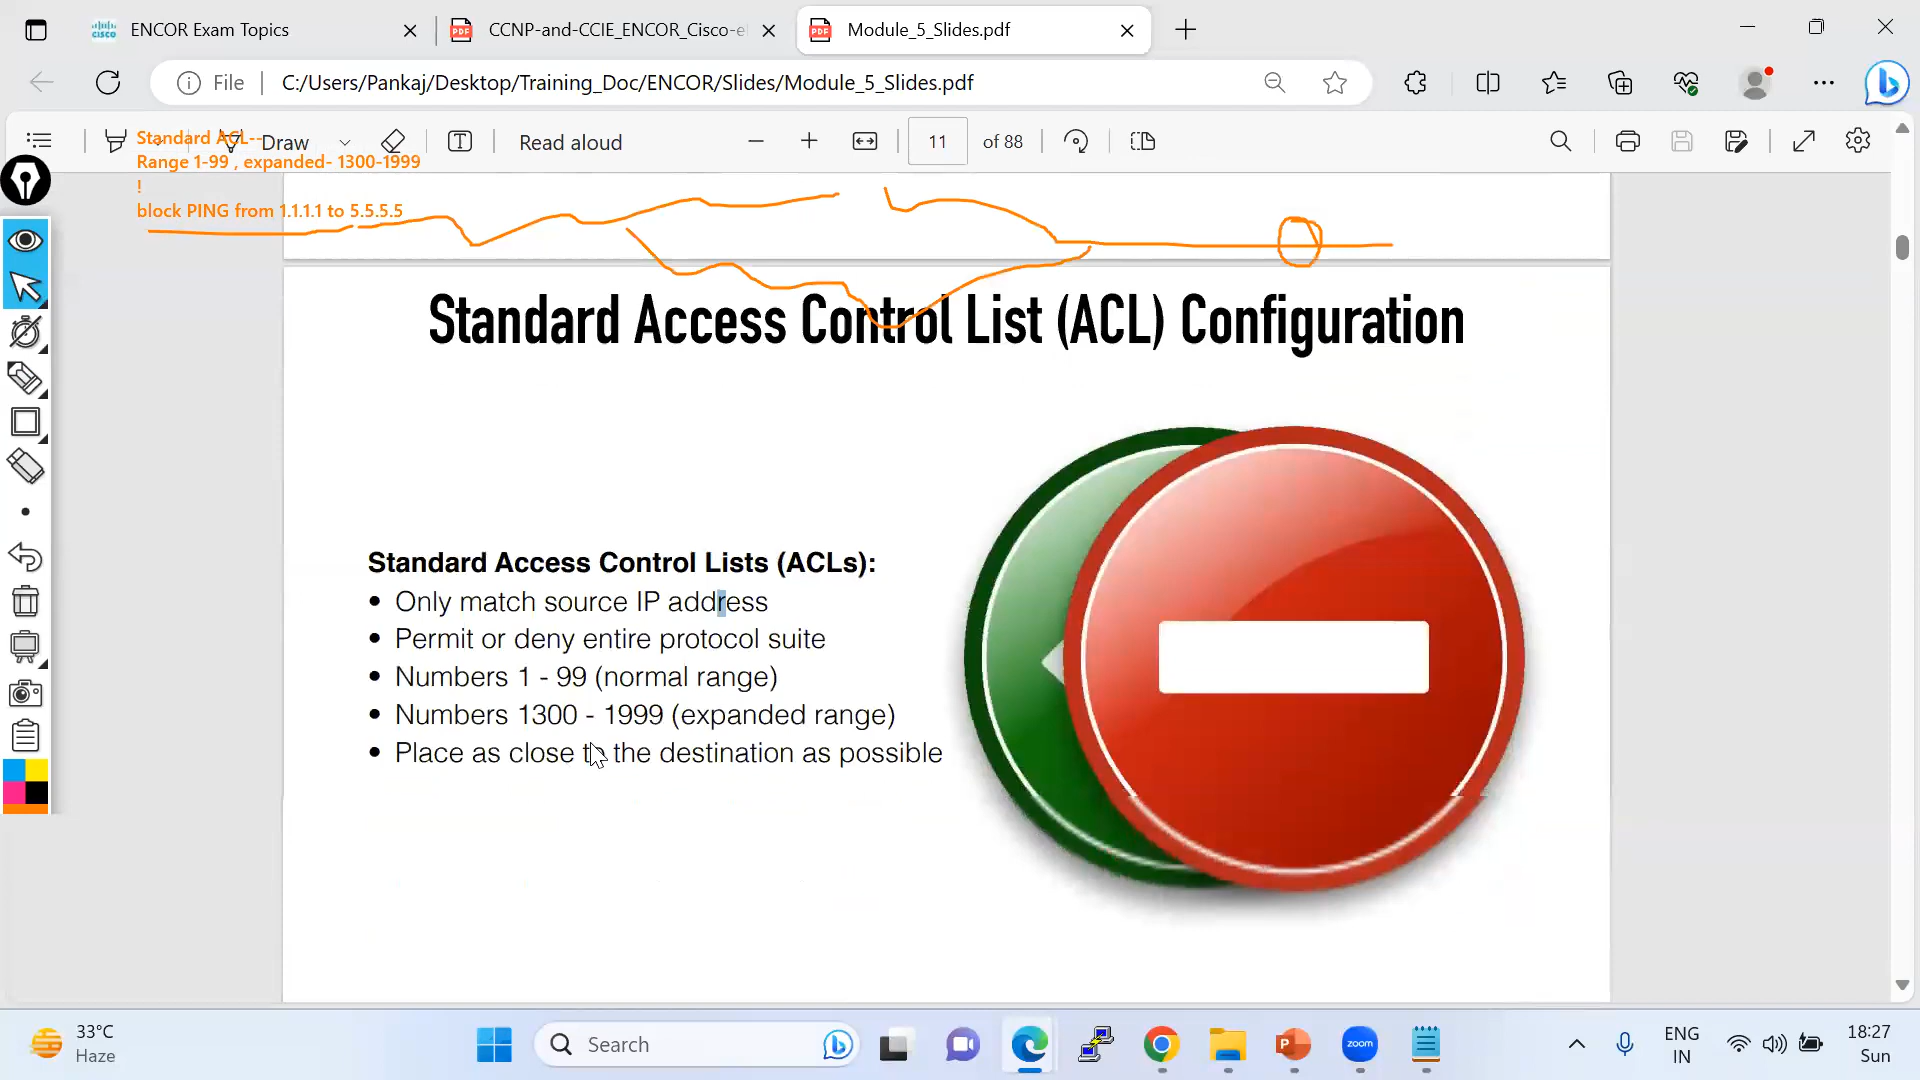 ENCOR Exam Topics
CCNP-and-CCIE_ENCOR_Cisco-e
Module_5_Slides.pdf
File
C:/Users/Pankaj/Desktop/Training_Doc/ENCOR/Slides/Module_5_Slides.pdf
Draw
Read aloud
11
of 88
Standard ACL--
Range 1-99 , expanded- 1300-1999
!
block PING from 1.1.1.1 to 5.5.5.5
Standard Access Control List (ACL) Configuration
Standard Access Control Lists (ACLs):
• Only match source IP address
• Permit or deny entire protocol suite
• Numbers 1 - 99 (normal range)
• Numbers 1300 - 1999 (expanded range)
• Place as close to the destination as possible
33°C
Haze
Search
zoom
ENG
IN
18:27
Sun